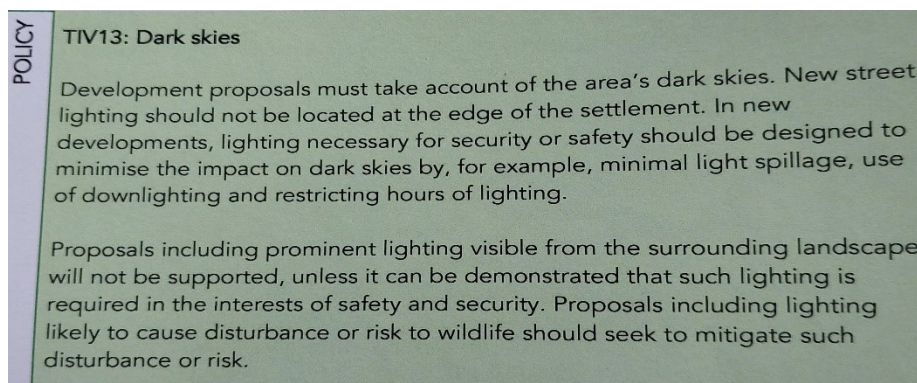 POLICY
TIV13: Dark skies
Development proposals must take account of the area's dark skies. New street
lighting should not be located at the edge of the settlement. In new
developments, lighting necessary for security or safety should be designed to
minimise the impact on dark skies by, for example, minimal light spillage, use
of downlighting and restricting hours of lighting.
Proposals including prominent lighting visible from the surrounding landscape
will not be supported, unless it can be demonstrated that such lighting is
required in the interests of safety and security. Proposals including lighting
likely to cause disturbance or risk to wildlife should seek to mitigate such
disturbance or risk.